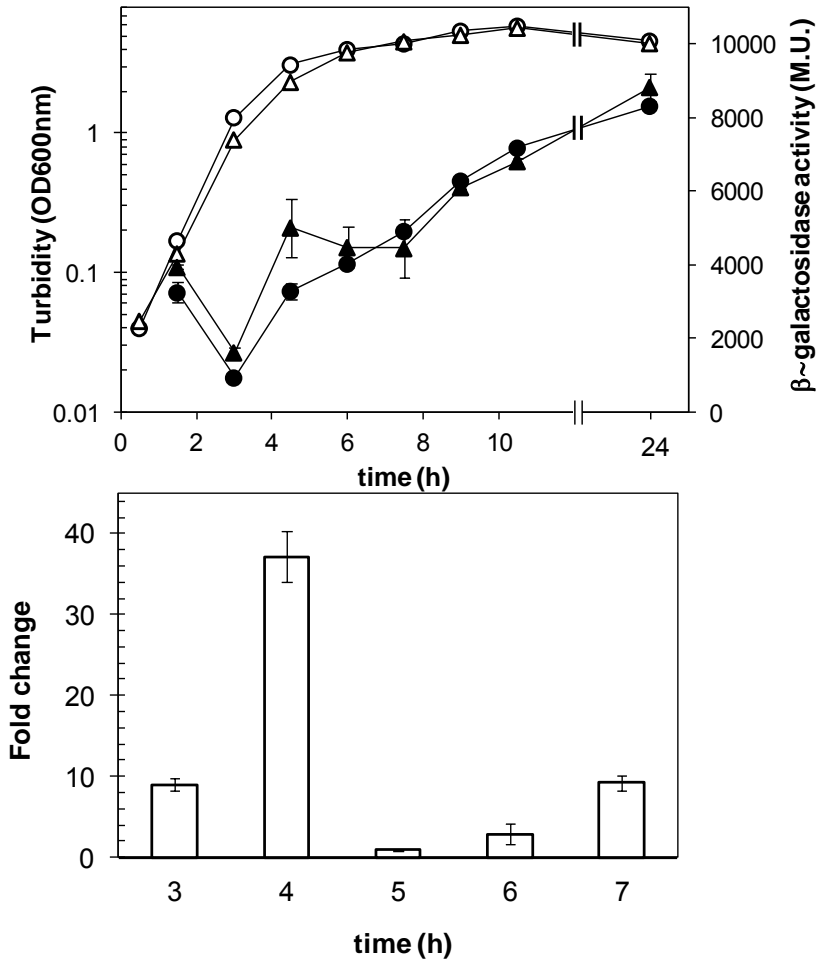 Turbidity (OD600nm)
1
0.1
0.01
10000
8000
6000
4000
2000
0
β~galactosidase activity (M.U.)
0 2 4 6 8 10 24
time (h)
Fold change
40
30
20
10
0
3 4 5 6 7
time (h)